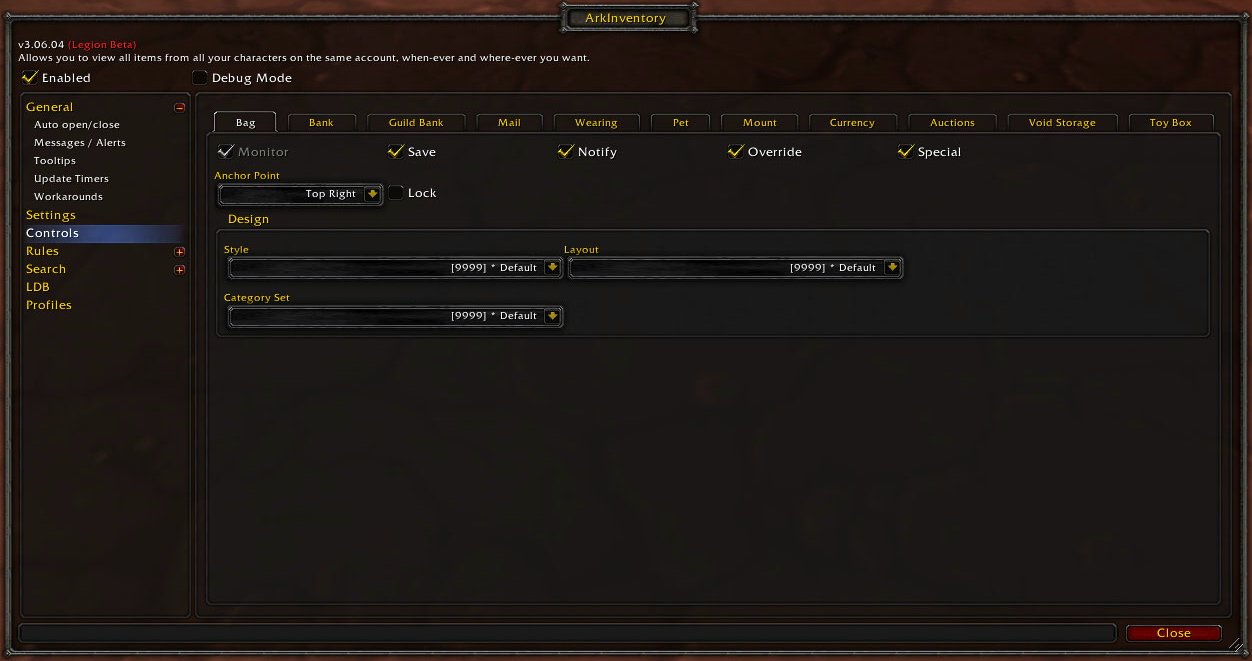 ArkInventory
v3.06.04 (Legion Beta)
Allows you to view all items from all your characters on the same account, when-ever and where-ever you want.
Enabled Debug Mode
General
Auto open/close
Messages / Alerts
Tooltips
Update Timers
Workarounds
Settings
Controls
Rules
Search
LDB
Profiles
Bag Bank Guild Bank Mail Wearing Pet Mount Currency Auctions Void Storage Toy Box
Monitor Save Notify Override Special
Anchor Point
Top Right Lock
Design
Style Layout
[9999] * Default [9999] * Default
Category Set
[9999] * Default
Close